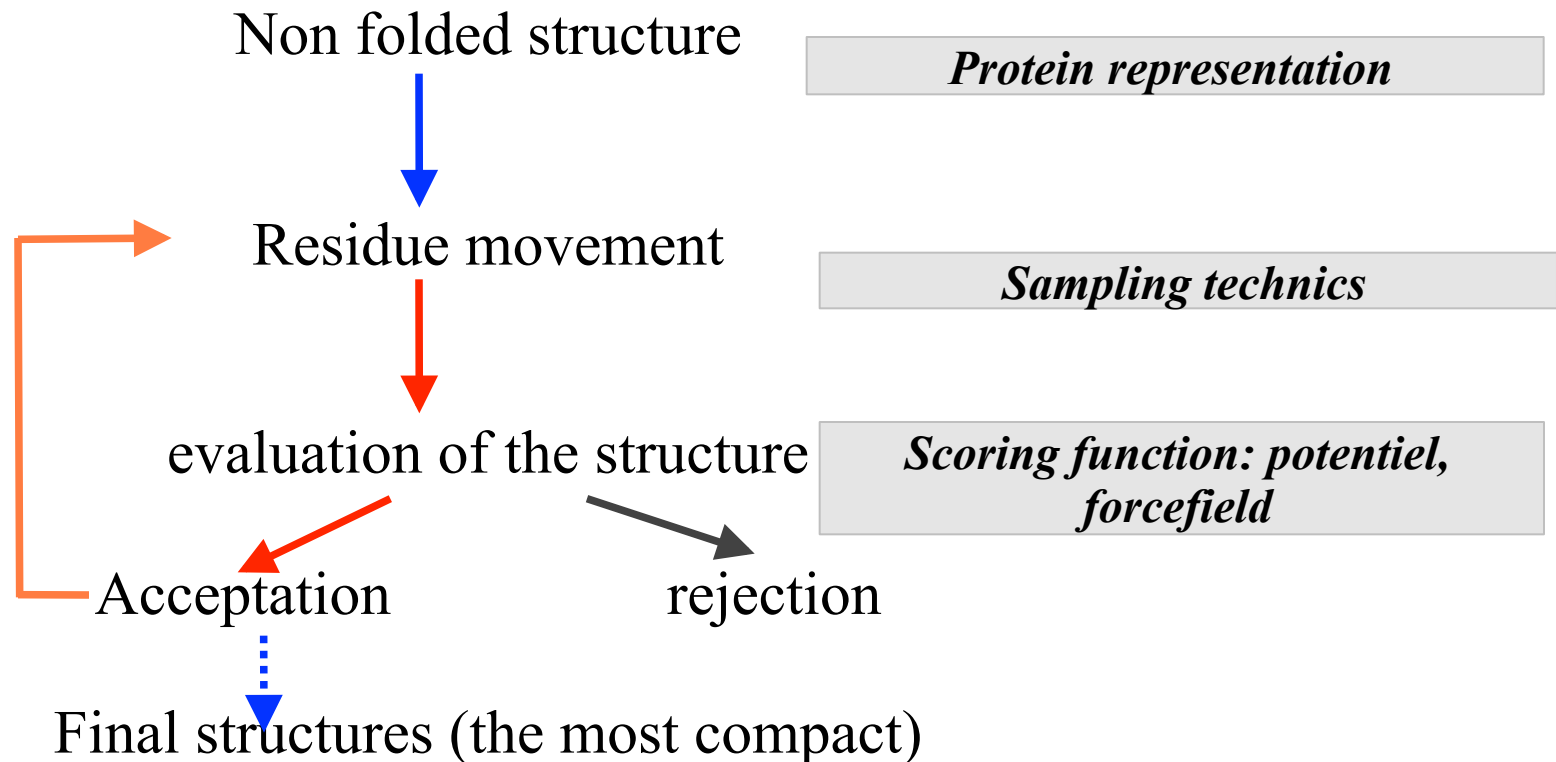 Non folded structure
Protein representation
Residue movement
Sampling technics
evaluation of the structure
Scoring function: potentiel,
forcefield
Acceptation
rejection
Final structures (the most compact)